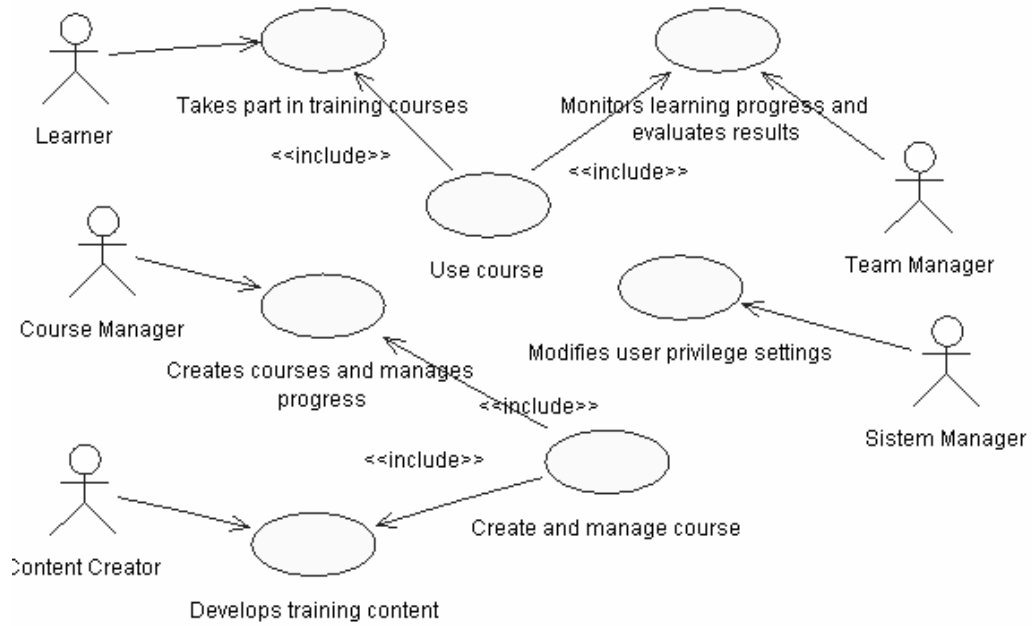 Takes part in training courses
Monitors learning progress and
evaluates results
Learner
<<include>>
<<include>>
Use course
Team Manager
Course Manager
Creates courses and manages
progress
Modifies user privilege settings
<<include>>
Sistem Manager
<<include>>
Create and manage course
Content Creator
Develops training content